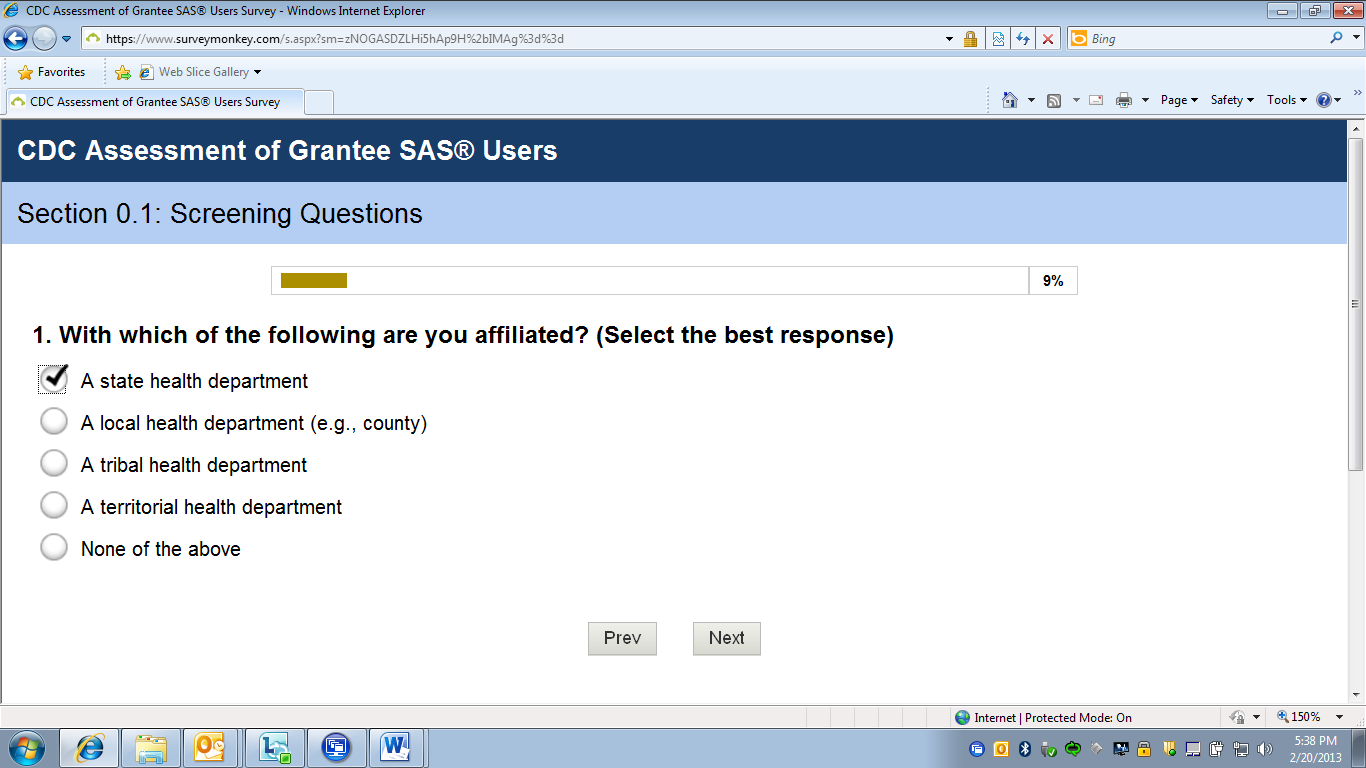 CDC Assessment of Grantee SAS® Users Survey - Windows Internet Explorer
https://www.surveymonkey.com/s.aspx?sm=zNOGASDZLHi5hAp9H%2bIMAg%3d%3d
Bing
Favorites
Web Slice Gallery
CDC Assessment of Grantee SAS® Users Survey
Page
Safety
Tools
CDC Assessment of Grantee SAS® Users
Section 0.1: Screening Questions
9%
1. With which of the following are you affiliated? (Select the best response)
A state health department
A local health department (e.g., county)
A tribal health department
A territorial health department
None of the above
Prev
Next
Internet | Protected Mode: On
150%
5:38 PM
2/20/2013